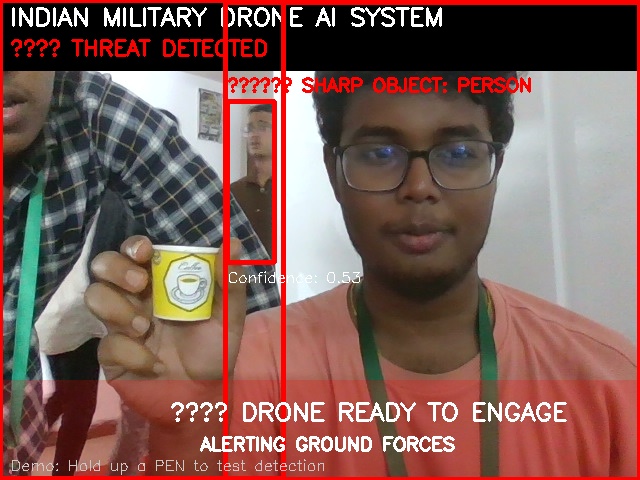 INDIAN MILITARY DRONE AI SYSTEM
???? THREAT DETECTED
?????? SHARP OBJECT: PERSON
Coffee
Confidence: 0.53
???? DRONE READY TO ENGAGE
ALERTING GROUND FORCES
Demo: Hold up a PEN to test detection